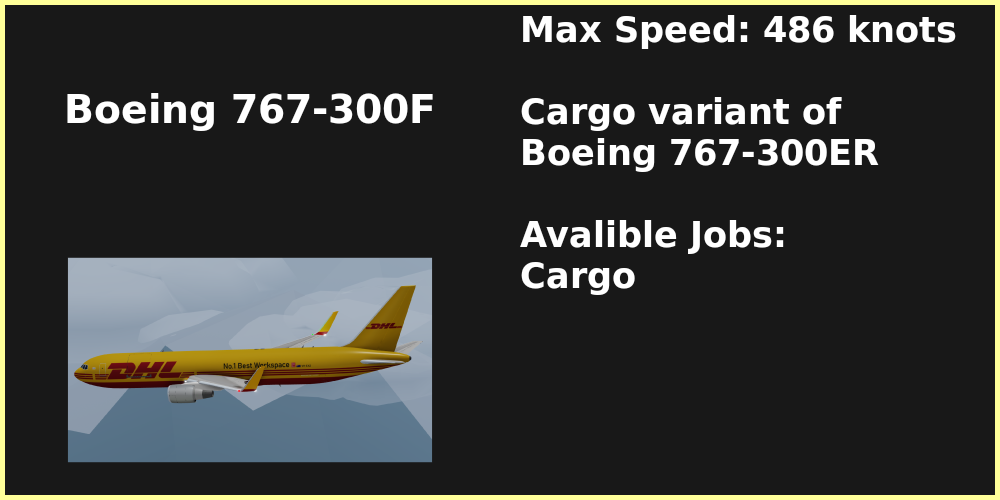 Max Speed: 486 knots
Boeing 767-300F
Cargo variant of
Boeing 767-300ER
Avalible Jobs:
Cargo
DHL
DHL
No.1 Best Workspace